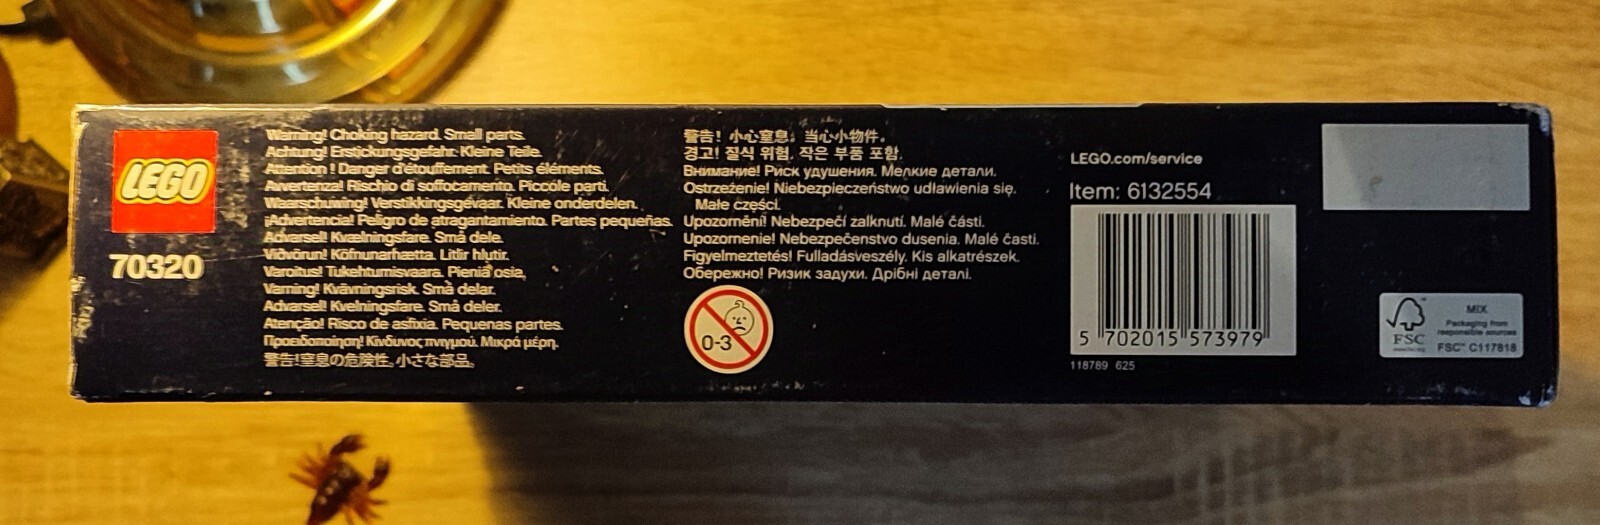 LEGO
70320
Warning! Choking hazard. Small parts.
Achtung! Erstickungsgefahr. Kleine Teile.
Attention ! Danger d'étouffement. Petits éléments.
Avvertenza! Rischio di soffocamento. Piccole parti.
Waarschuwing! Verstikkingsgevaar. Kleine onderdelen.
¡Advertencia! Peligro de atragantamiento. Partes pequeñas.
Advarsel! Kvælningsfare. Små dele.
Viðvörun! Köfnunarhætta. Litlir hlutir.
Varoitus! Tukehtumisvaara. Pieniä osia.
Varning! Kvävningsrisk. Små delar.
Advarsel! Kvelningsfare. Små deler.
Atenção! Risco de asfixia. Pequenas partes.
Προειδοποίηση! Κίνδυνος πνιγμού. Μικρά μέρη.
警告!窒息の危険性。小さな部品。
警告！小心窒息。当心小物件。
경고! 질식 위험. 작은 부품 포함.
Внимание! Риск удушения. Мелкие детали.
Ostrzeżenie! Niebezpieczeństwo udławienia się.
Małe części.
Upozornění! Nebezpečí zalknutí. Malé části.
Upozornenie! Nebezpečenstvo dusenia. Malé časti.
Figyelmeztetés! Fulladásveszély. Kis alkatrészek.
Обережно! Ризик задухи. Дрібні деталі.
0-3
LEGO.com/service
Item: 6132554
5 702015 573979
118789 625
FSC
www.fsc.org
MIX
Packaging from
responsible sources
FSC™ C117818